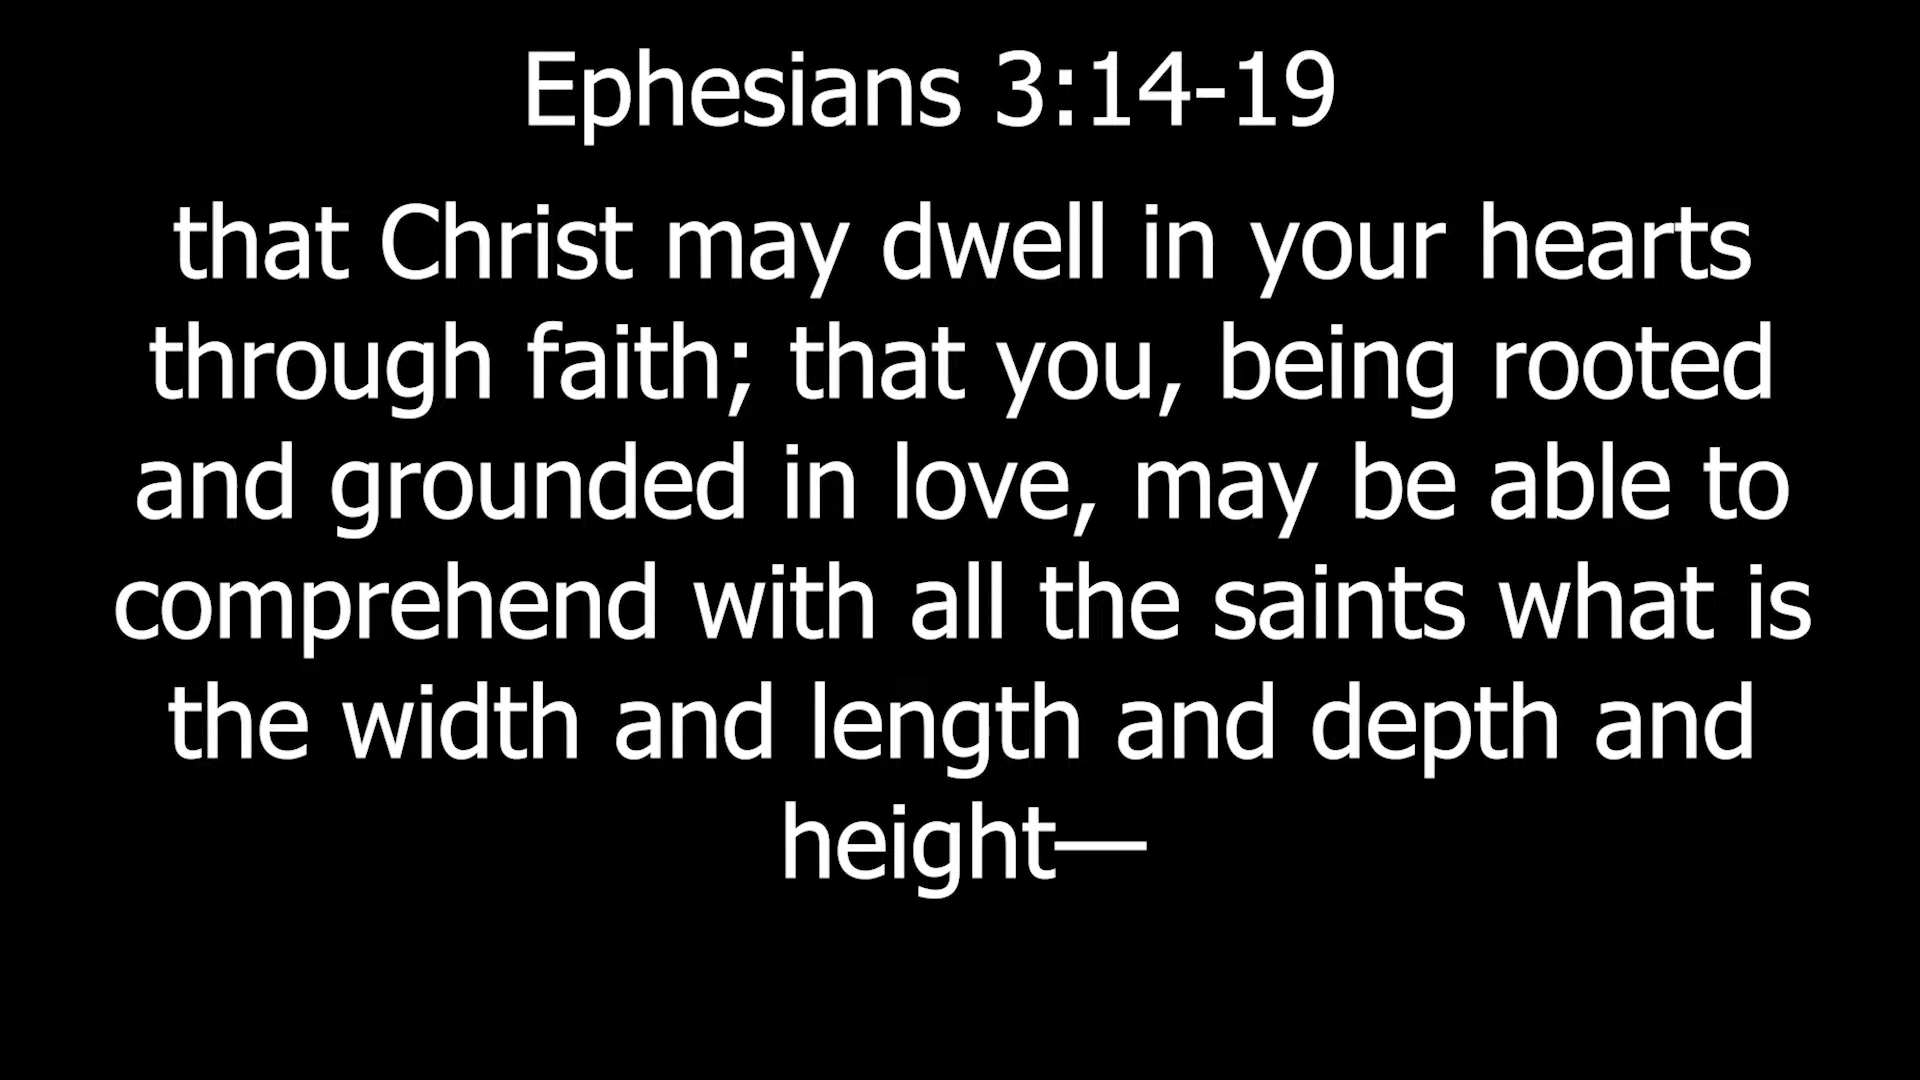 Ephesians 3:14-19
that Christ may dwell in your hearts
through faith; that you, being rooted
and grounded in love, may be able to
comprehend with all the saints what is
the width and length and depth and
height—